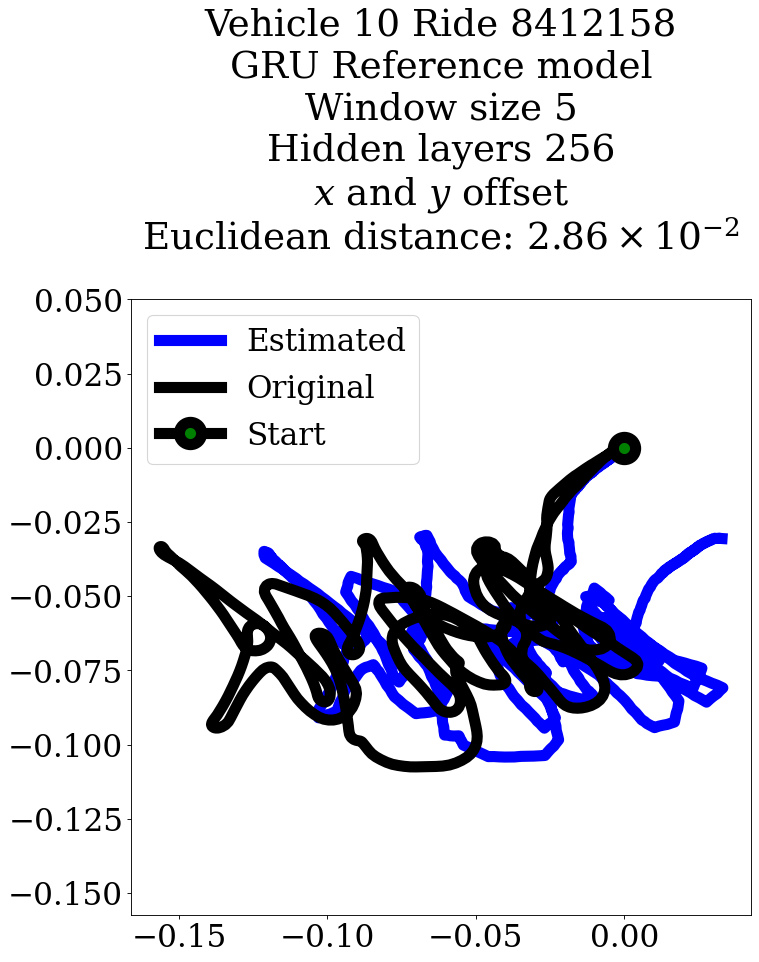 Vehicle 10 Ride 8412158
GRU Reference model
Window size 5
Hidden layers 256
x and y offset
Euclidean distance: 2.86 × 10⁻²
0.050
0.025
0.000
−0.025
−0.050
−0.075
−0.100
−0.125
−0.150
Estimated
Original
Start
−0.15 −0.10 −0.05 0.00